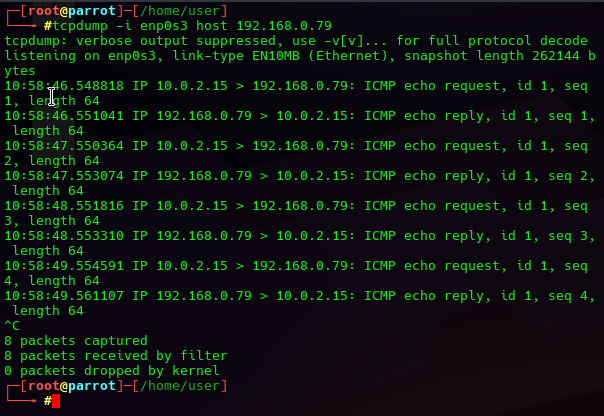 ┌─[root@parrot]─[/home/user]
└──╼ #tcpdump -i enp0s3 host 192.168.0.79
tcpdump: verbose output suppressed, use -v[v]... for full protocol decode
listening on enp0s3, link-type EN10MB (Ethernet), snapshot length 262144 b
ytes
10:58:46.548818 IP 10.0.2.15 > 192.168.0.79: ICMP echo request, id 1, seq
1, length 64
10:58:46.551041 IP 192.168.0.79 > 10.0.2.15: ICMP echo reply, id 1, seq 1,
 length 64
10:58:47.550364 IP 10.0.2.15 > 192.168.0.79: ICMP echo request, id 1, seq
2, length 64
10:58:47.553074 IP 192.168.0.79 > 10.0.2.15: ICMP echo reply, id 1, seq 2,
 length 64
10:58:48.551816 IP 10.0.2.15 > 192.168.0.79: ICMP echo request, id 1, seq
3, length 64
10:58:48.553310 IP 192.168.0.79 > 10.0.2.15: ICMP echo reply, id 1, seq 3,
 length 64
10:58:49.554591 IP 10.0.2.15 > 192.168.0.79: ICMP echo request, id 1, seq
4, length 64
10:58:49.561107 IP 192.168.0.79 > 10.0.2.15: ICMP echo reply, id 1, seq 4,
 length 64
^C
8 packets captured
8 packets received by filter
0 packets dropped by kernel
┌─[root@parrot]─[/home/user]
└──╼ #